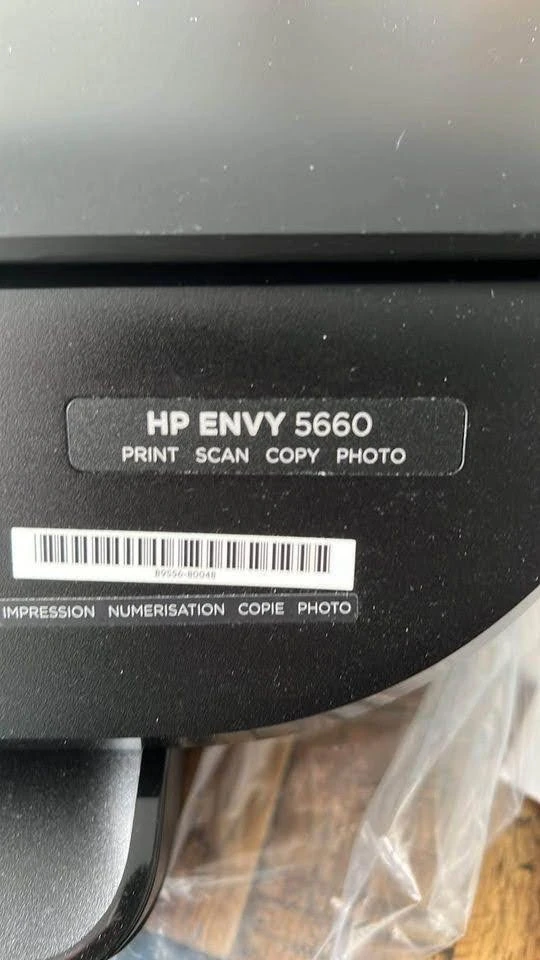 HP ENVY 5660
PRINT SCAN COPY PHOTO
B9S56-80048
IMPRESSION NUMERISATION COPIE PHOTO